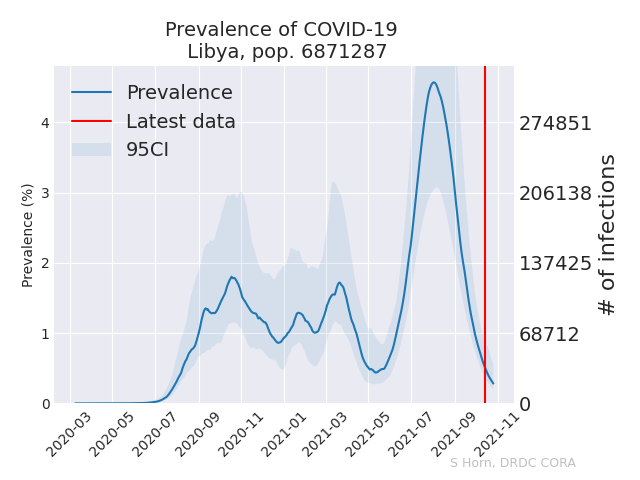 Prevalence of COVID-19
Libya, pop. 6871287
Prevalence
Latest data
95CI
Prevalence (%)
4
3
2
1
0
274851
206138
137425
68712
0
# of infections
2020-03
2020-05
2020-07
2020-09
2020-11
2021-01
2021-03
2021-05
2021-07
2021-09
2021-11
S Horn, DRDC CORA